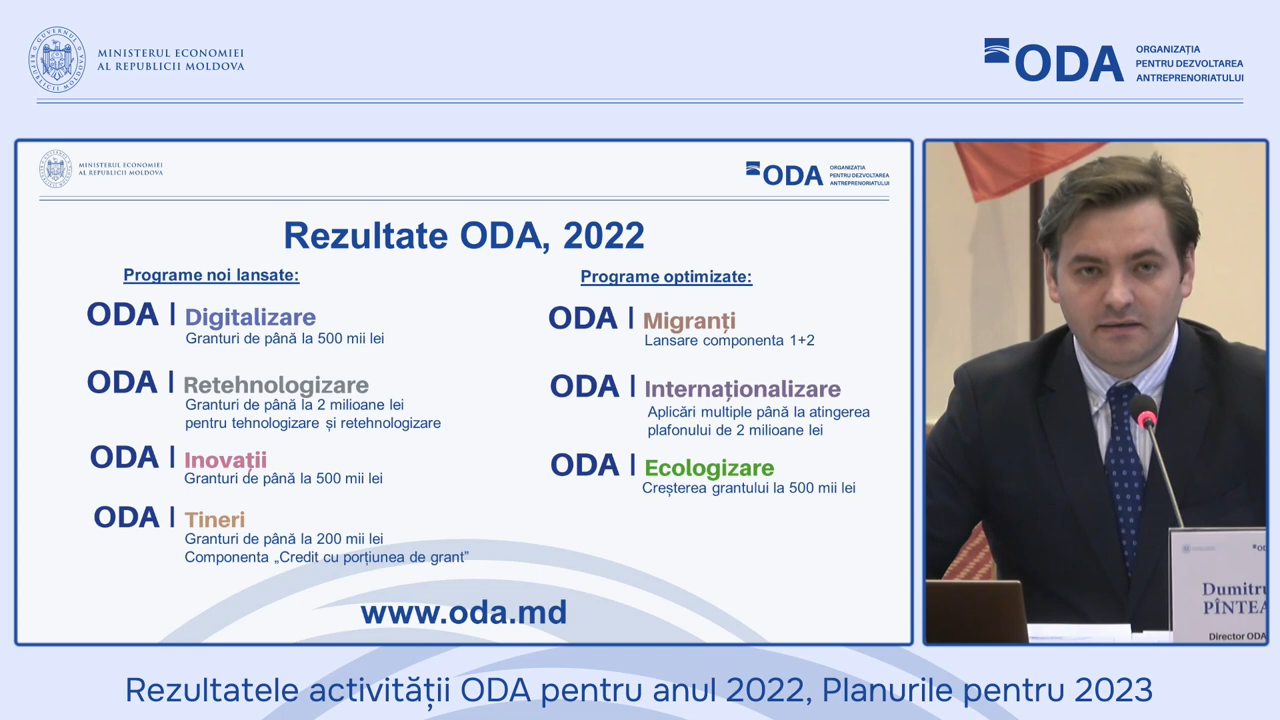 MINISTERUL ECONOMIEI
AL REPUBLICII MOLDOVA
ODA
ORGANIZAȚIA
PENTRU DEZVOLTAREA
ANTREPRENORIATULUI
MINISTERUL ECONOMIEI
AL REPUBLICII MOLDOVA
ODA
ORGANIZAȚIA
PENTRU DEZVOLTAREA
ANTREPRENORIATULUI
Rezultate ODA, 2022
Programe noi lansate:
ODA | Digitalizare
Granturi de până la 500 mii lei
ODA | Retehnologizare
Granturi de până la 2 milioane lei
pentru tehnologizare și retehnologizare
ODA | Inovații
Granturi de până la 500 mii lei
ODA | Tineri
Granturi de până la 200 mii lei
Componenta „Credit cu porțiunea de grant”
Programe optimizate:
ODA | Migranți
Lansare componenta 1+2
ODA | Internaționalizare
Aplicări multiple până la atingerea
plafonului de 2 milioane lei
ODA | Ecologizare
Creșterea grantului la 500 mii lei
www.oda.md
Dumitru
PÎNTEA
Director ODA
Rezultatele activității ODA pentru anul 2022, Planurile pentru 2023